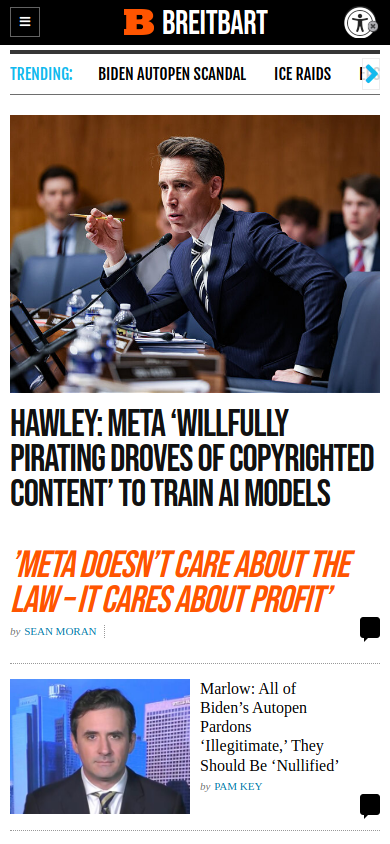 B BREITBART
TRENDING: BIDEN AUTOPEN SCANDAL ICE RAIDS
HAWLEY: META ‘WILLFULLY
PIRATING DROVES OF COPYRIGHTED
CONTENT’ TO TRAIN AI MODELS
’META DOESN’T CARE ABOUT THE
LAW – IT CARES ABOUT PROFIT’
by SEAN MORAN
Marlow: All of
Biden’s Autopen
Pardons
‘Illegitimate,’ They
Should Be ‘Nullified’
by PAM KEY